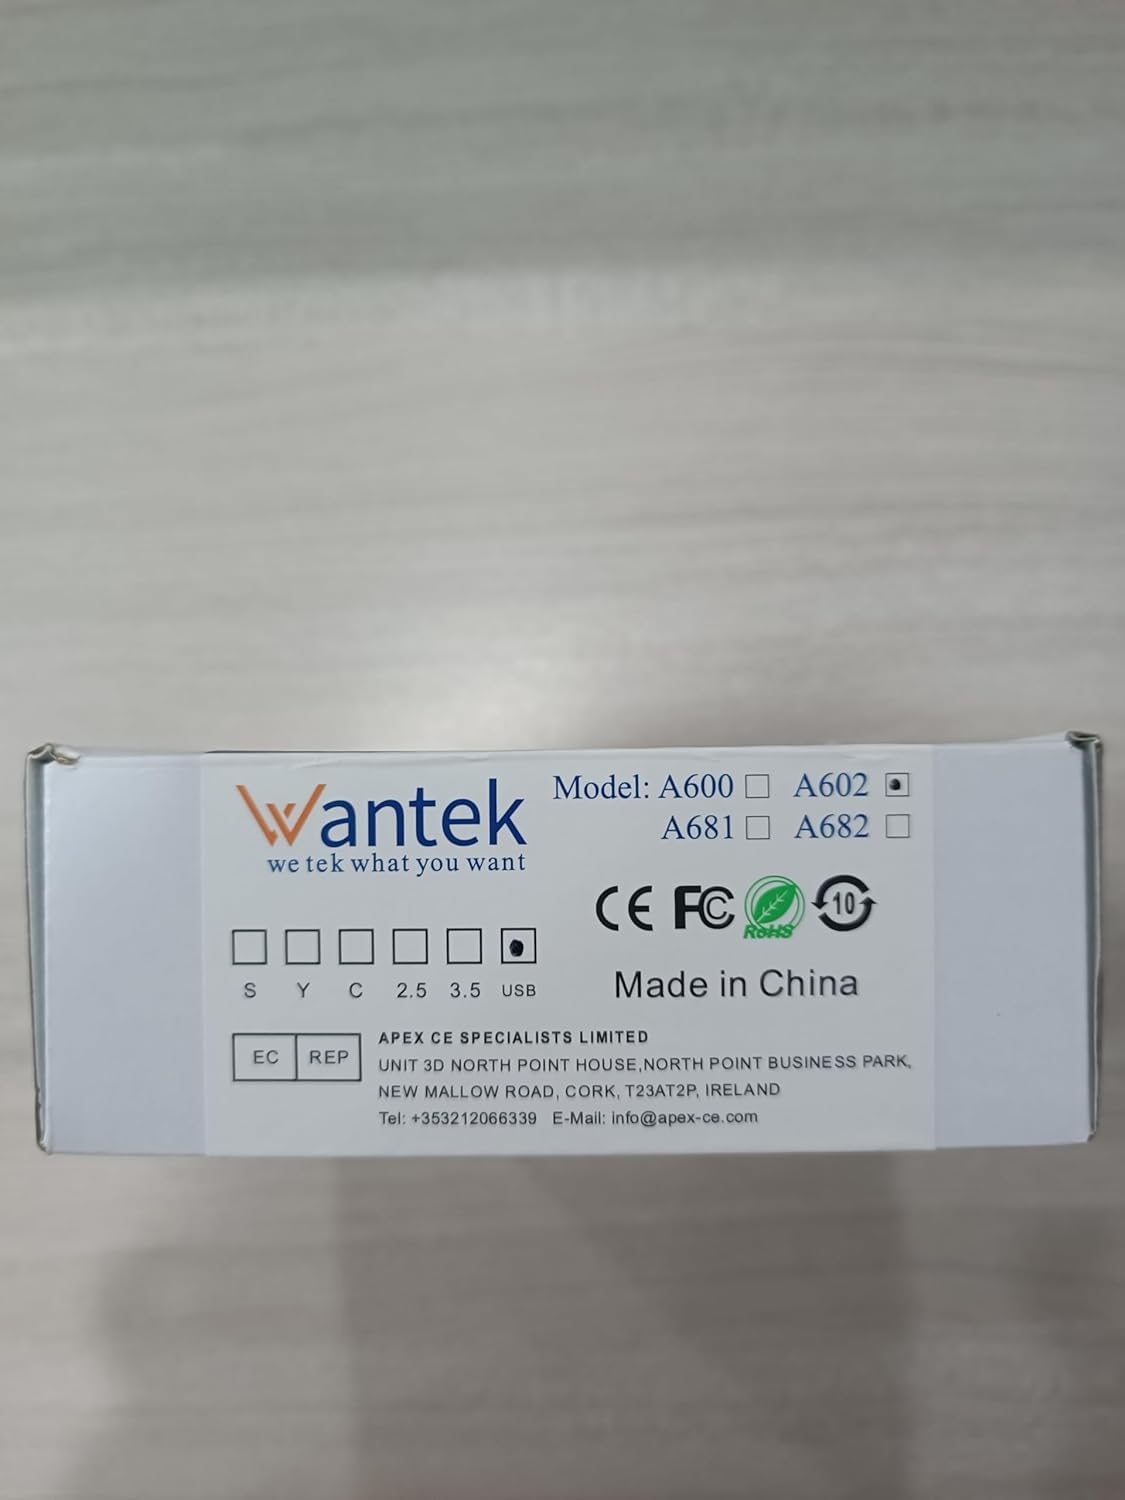 Wantek
we tek what you want
Model: A600 A602
A681 A682
CE FC RoHS 10
Made in China
S Y C 2.5 3.5 USB
EC REP
APEX CE SPECIALISTS LIMITED
UNIT 3D NORTH POINT HOUSE,NORTH POINT BUSINESS PARK,
NEW MALLOW ROAD, CORK, T23AT2P, IRELAND
Tel: +353212066339 E-Mail: info@apex-ce.com